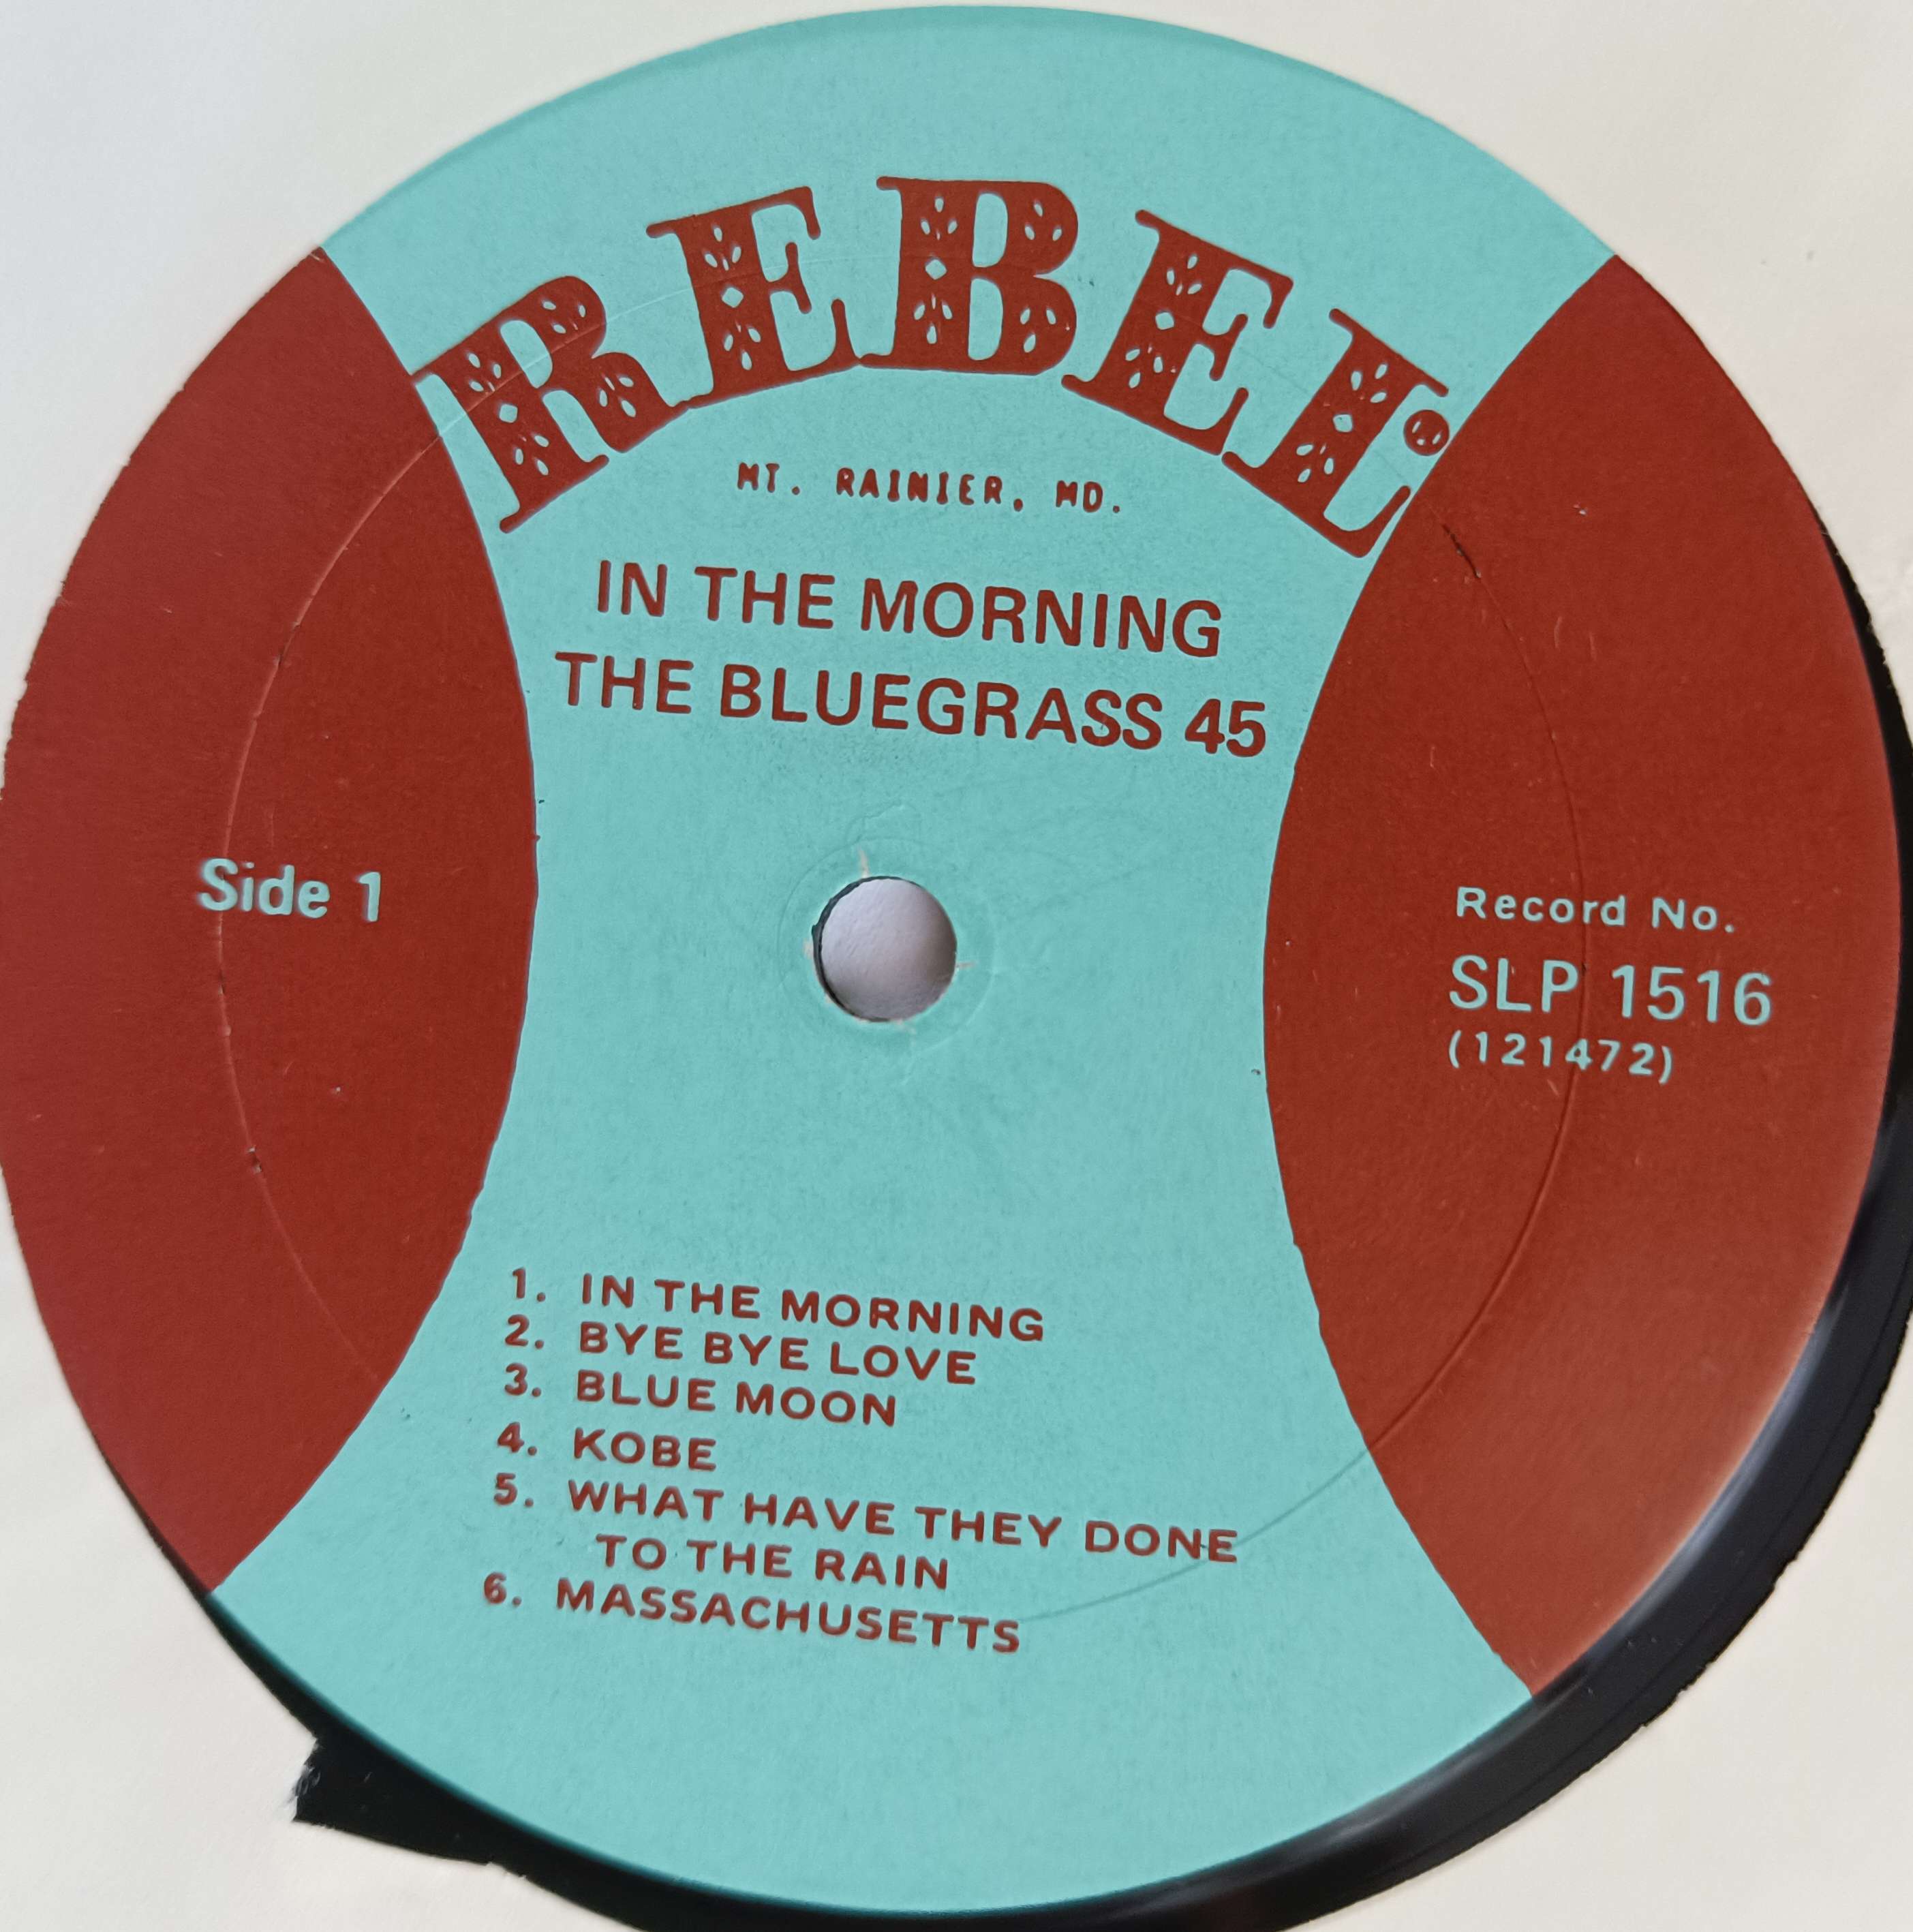 REBEL
MT. RAINIER, MD.
IN THE MORNING
THE BLUEGRASS 45
Side 1
Record No.
SLP 1516
(121472)
1. IN THE MORNING
2. BYE BYE LOVE
3. BLUE MOON
4. KOBE
5. WHAT HAVE THEY DONE
TO THE RAIN
6. MASSACHUSETTS